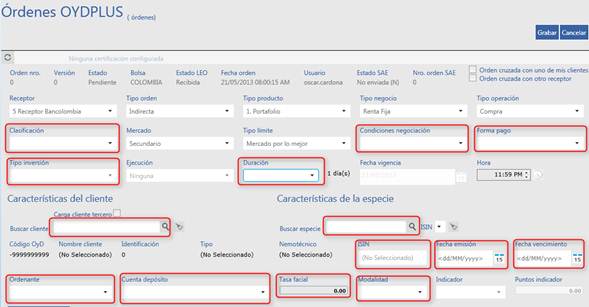 Órdenes OYDPLUS ( órdenes)
Grabar Cancelar
Ninguna certificación configurada
Orden nro. Versión Estado Bolsa Estado LEO Fecha orden Usuario Estado SAE Nro. orden SAE Orden cruzada con uno de mis clientes
0 0 Pendiente COLOMBIA Recibida 21/05/2013 08:00:15 AM oscar.cardona No enviada (N) 0 Orden cruzada con otro receptor
Receptor Tipo orden Tipo producto Tipo negocio Tipo operación
5 Receptor Bancolombia Indirecta 1. Portafolio Renta Fija Compra
Clasificación Mercado Tipo límite Condiciones negociación Forma pago
Secundario Mercado por lo mejor
Tipo inversión Ejecución Duración Fecha vigencia Hora
Ninguna 1 día(s) 11:59 PM
Características del cliente Características de la especie
Carga cliente tercero
Buscar cliente Buscar especie ISIN
Código OyD Nombre cliente Identificación Tipo Nemotécnico ISIN Fecha emisión Fecha vencimiento
-9999999999 (No Seleccionado) 0 (No Seleccionado) (No Seleccionado) (No Seleccionado) <dd/MM/yyyy> 15 <dd/MM/yyyy> 15
Ordenante Cuenta depósito Tasa facial Modalidad Indicador Puntos indicador
0.00 0.00